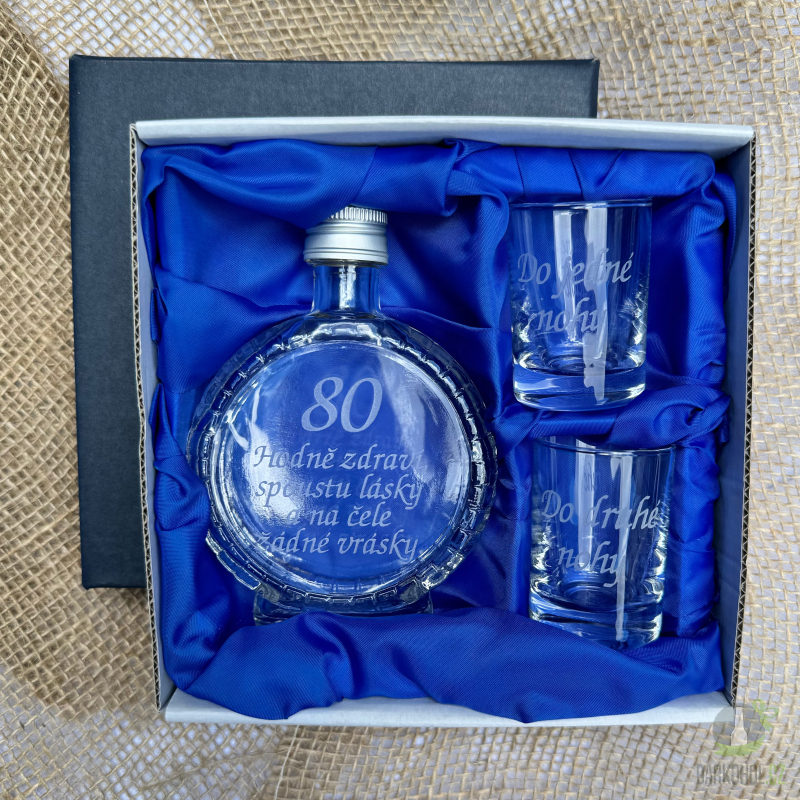 80
Hodně zdraví
spoustu lásky
a na čele
žádné vrásky
Do jedné
nohy
Do druhé
nohy